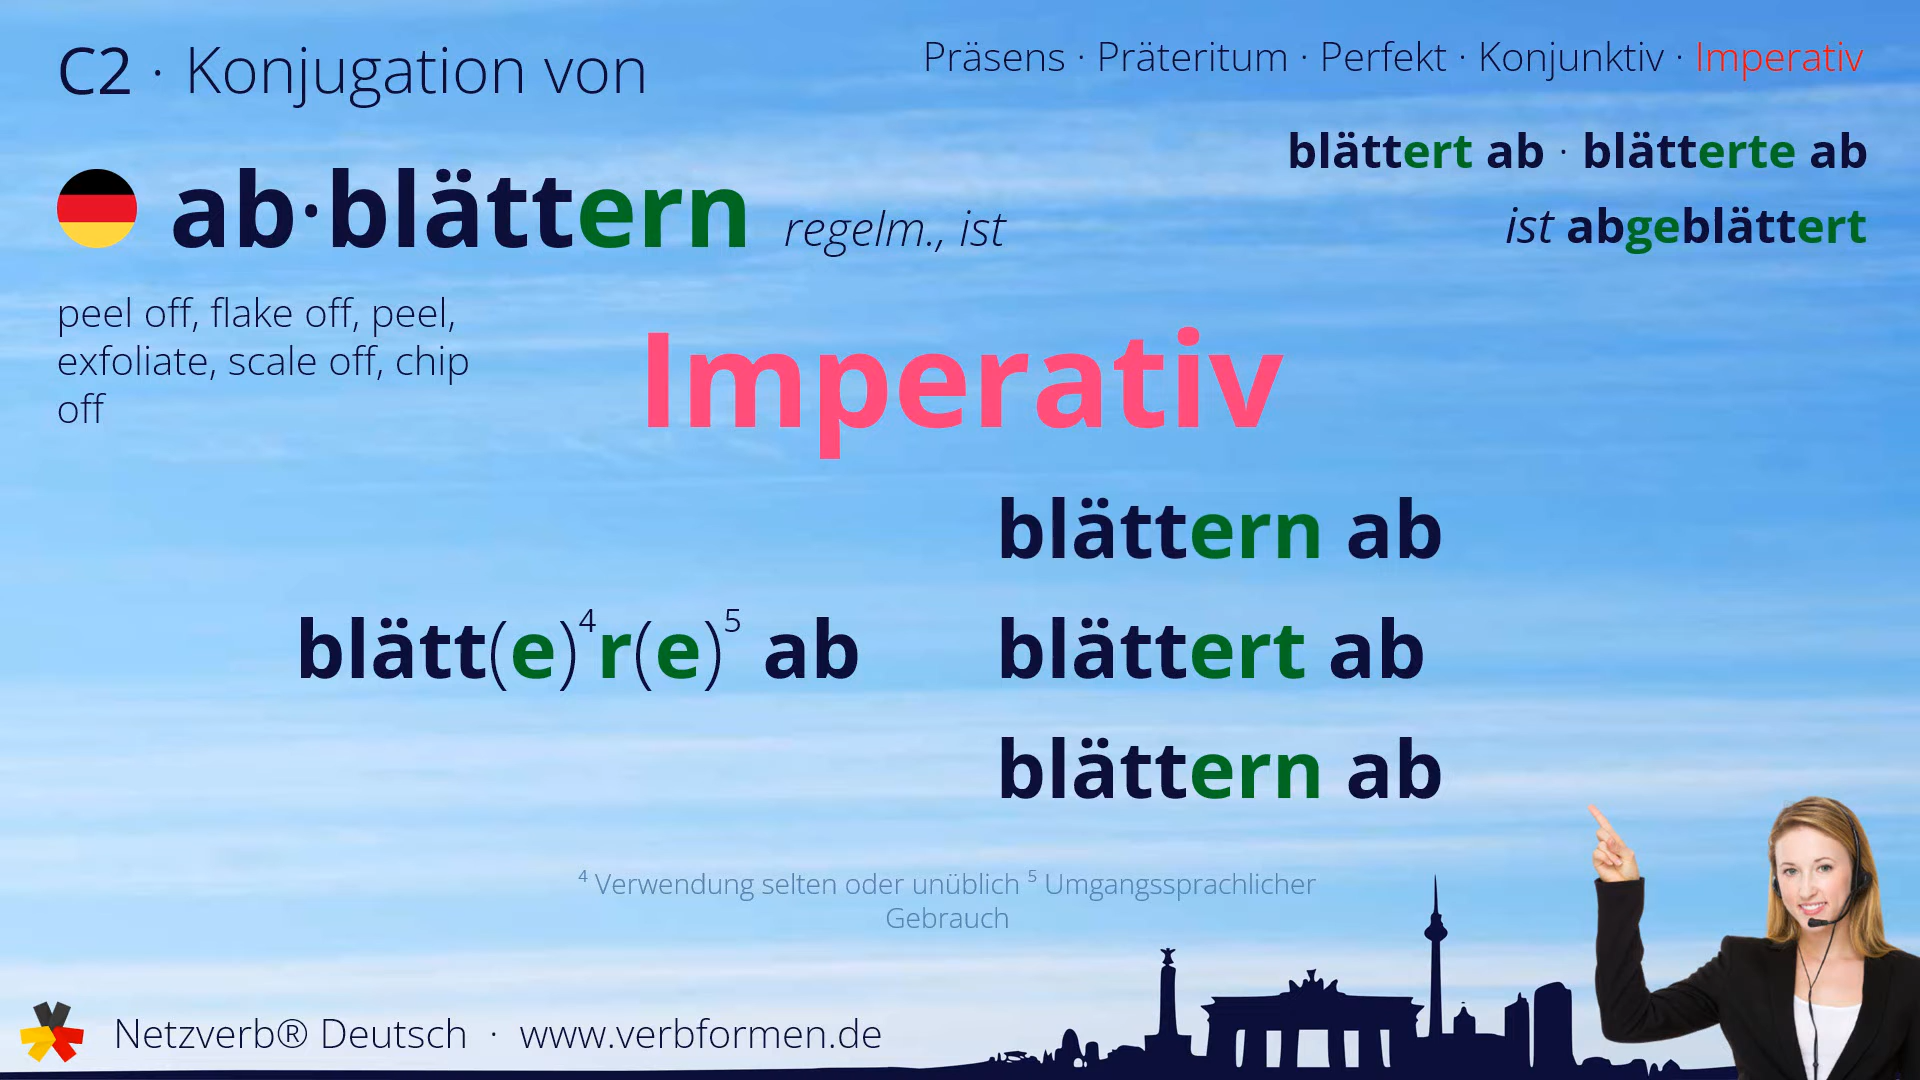 C2 · Konjugation von
Präsens · Präteritum · Perfekt · Konjunktiv · Imperativ
ab·blättern regelm., ist
blättert ab · blätterte ab
ist abgeblättert
peel off, flake off, peel,
exfoliate, scale off, chip
off
Imperativ
blättern ab
blätt(e)⁴r(e)⁵ ab
blättert ab
blättern ab
⁴ Verwendung selten oder unüblich ⁵ Umgangssprachlicher
Gebrauch
Netzverb® Deutsch · www.verbformen.de